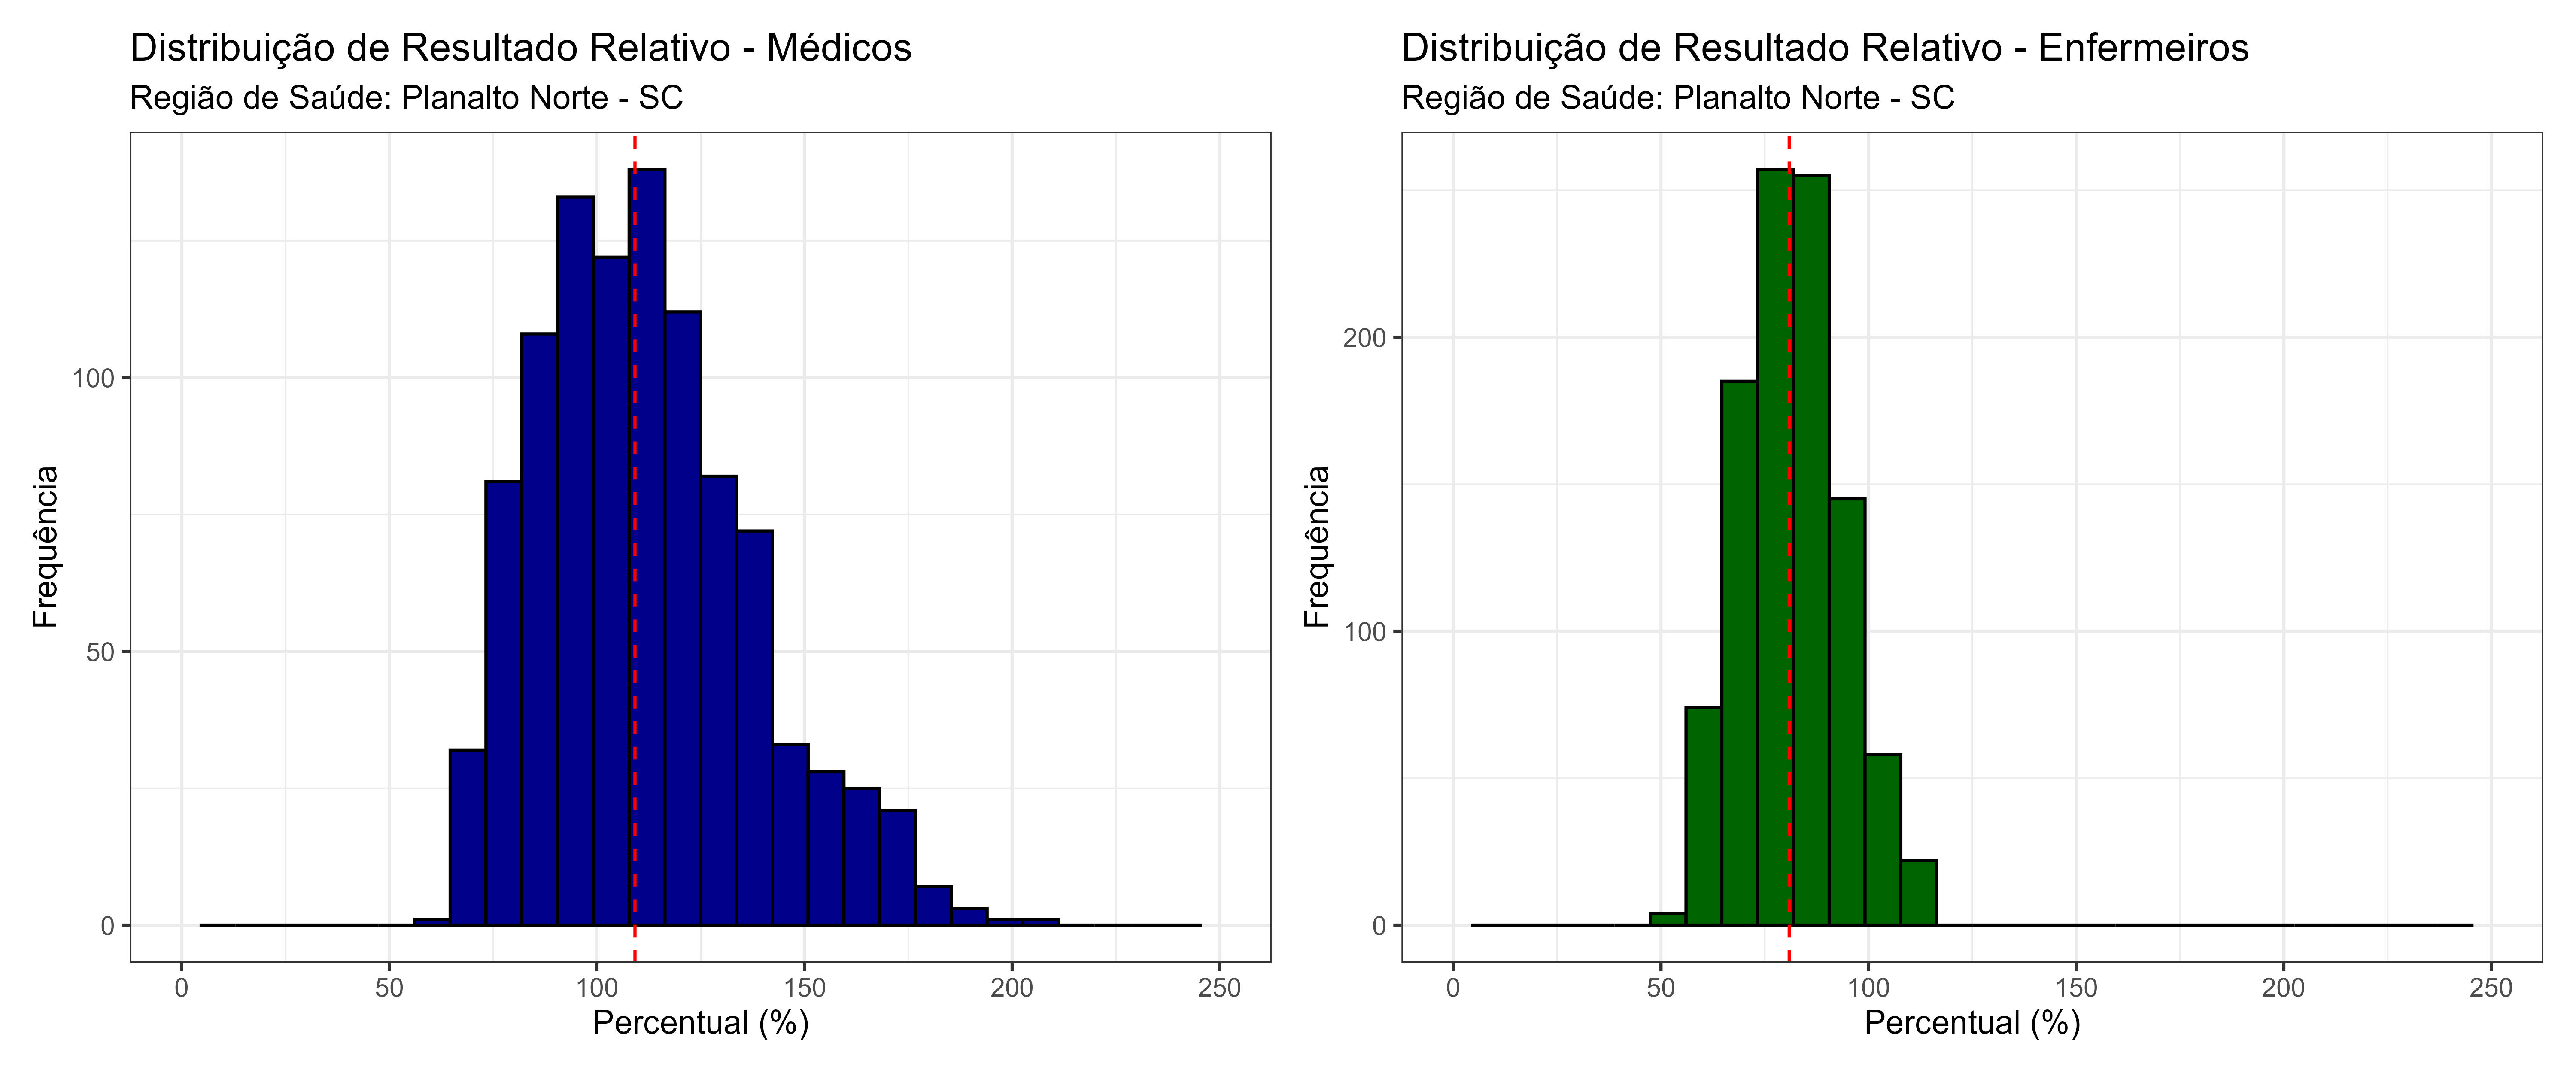 Distribuição de Resultado Relativo - Médicos
Região de Saúde: Planalto Norte - SC
Frequência
100
50
0
0 50 100 150 200 250
Percentual (%)
Distribuição de Resultado Relativo - Enfermeiros
Região de Saúde: Planalto Norte - SC
Frequência
200
100
0
0 50 100 150 200 250
Percentual (%)